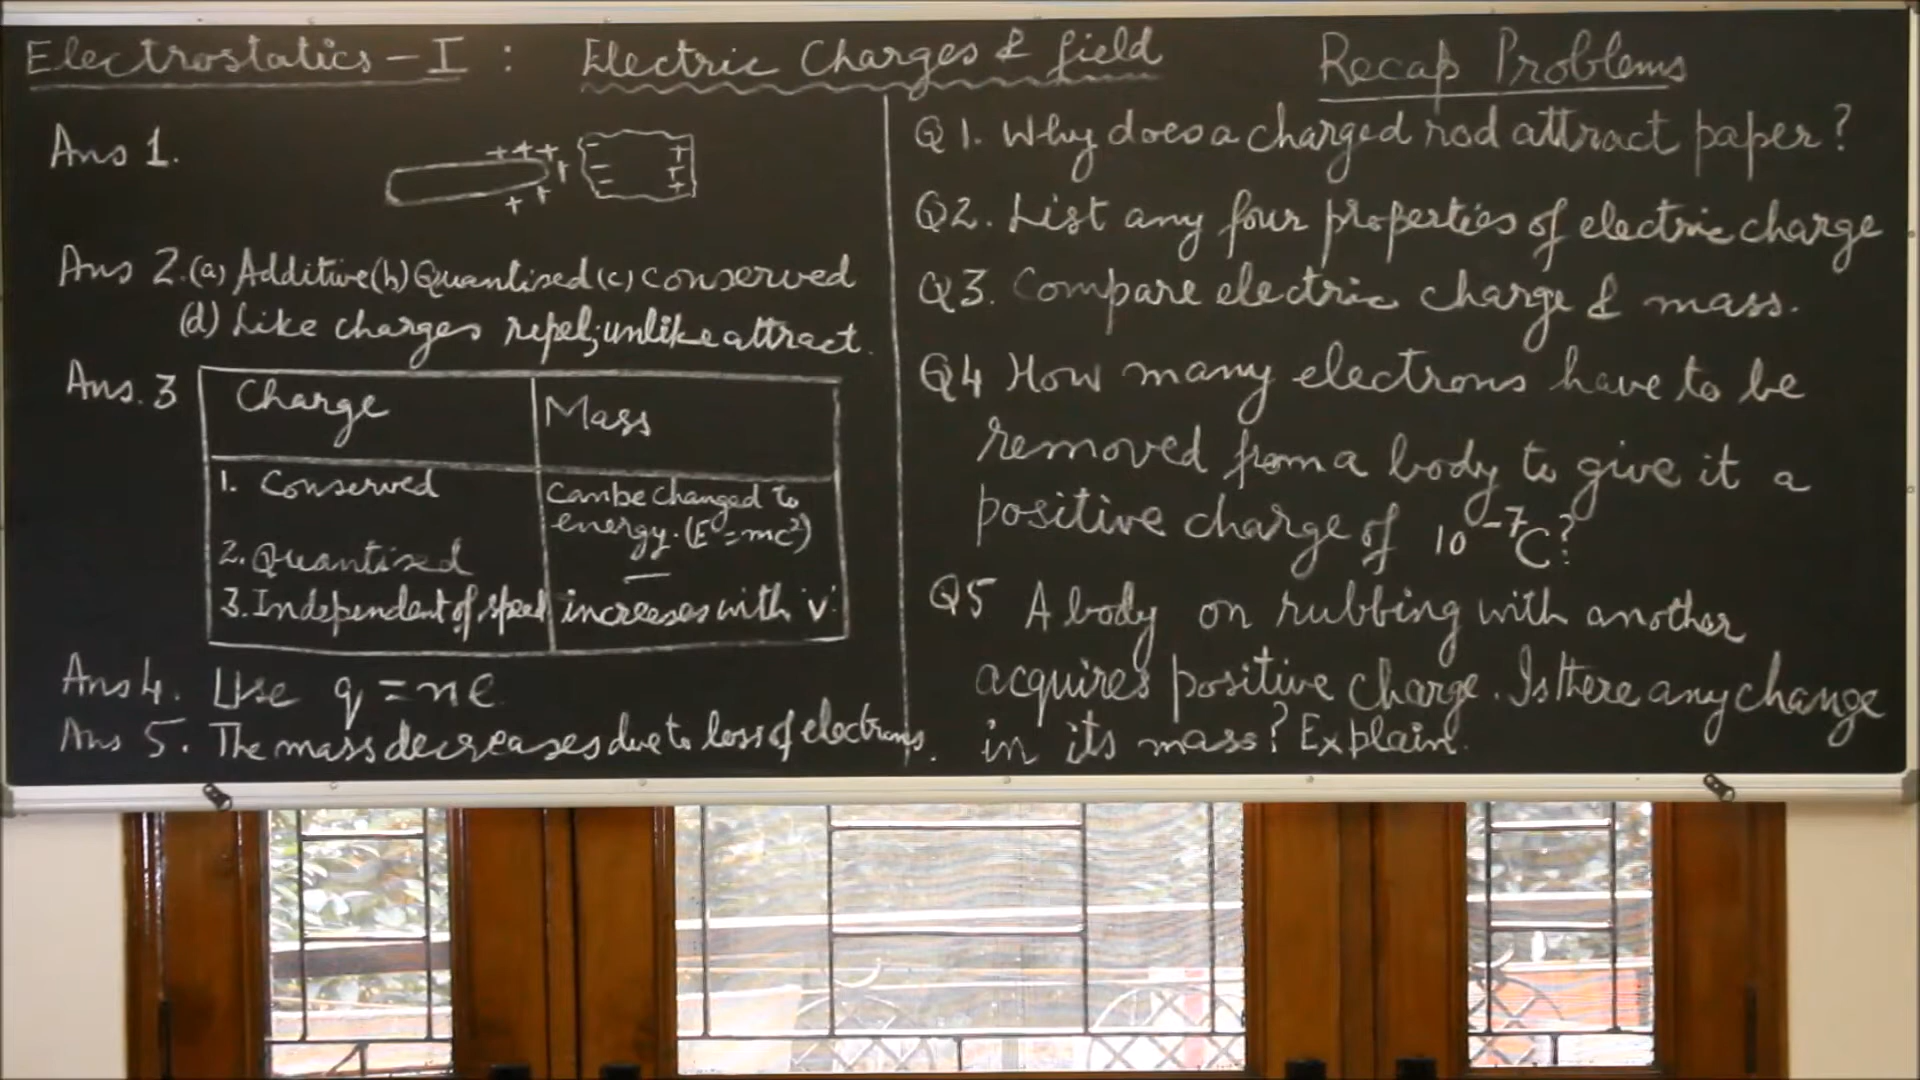 Electrostatics - I : Electric Charges & field
Ans 1.
+ + + + + + - - - + + +
Ans 2. (a) Additive (b) Quantised (c) Conserved
(d) Like charges repel; unlike attract.
Ans. 3
Charge Mass
1. Conserved can be changed to
energy. (E = mc²)
2. Quantised —
3. Independent of speed increases with 'v'
Ans 4. Use q = ne
Ans 5. The mass decreases due to loss of electrons.
Recap Problems
Q 1. Why does a charged rod attract paper?
Q2. List any four properties of electric charge
Q3. Compare electric charge & mass.
Q4 How many electrons have to be
removed from a body to give it a
positive charge of 10⁻⁷C?
Q5 A body on rubbing with another
acquires positive charge. Is there any change
in its mass? Explain.